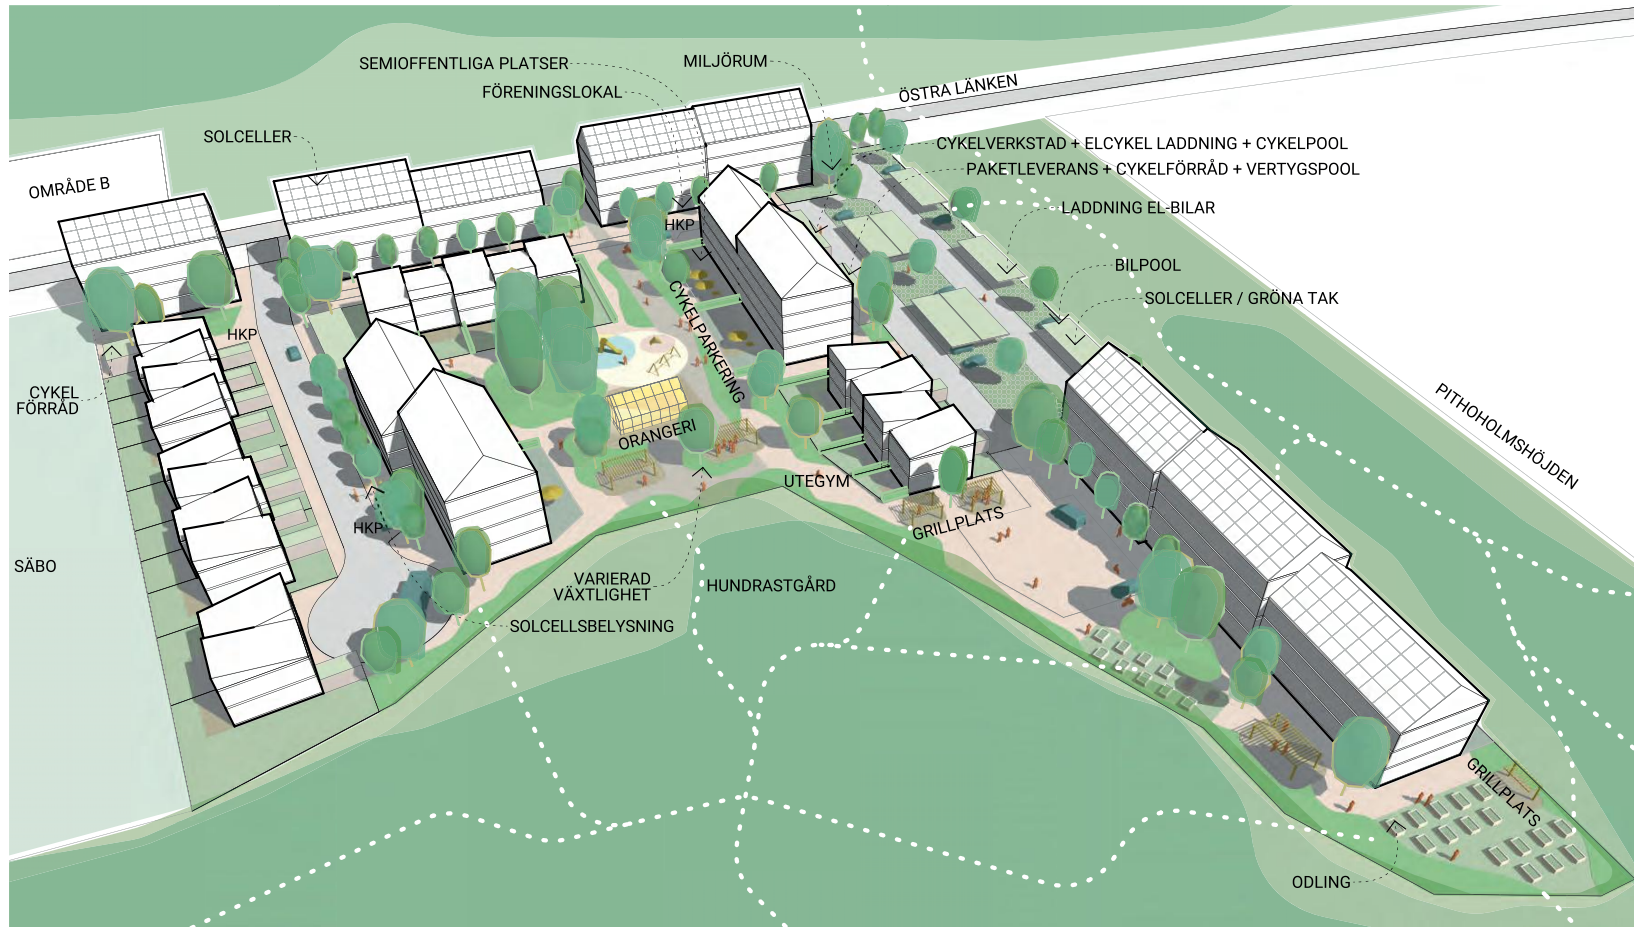 SEMIOFFENTLIGA PLATSER
MILJÖRUM
FÖRENINGSLOKAL
ÖSTRA LÄNKEN
SOLCELLER
CYKELVERKSTAD + ELCYKEL LADDNING + CYKELPOOL
PAKETLEVERANS + CYKELFÖRRÅD + VERTYGSPOOL
OMRÅDE B
LADDNING EL-BILAR
HKP
BILPOOL
SOLCELLER / GRÖNA TAK
CYKELPARKERING
HKP
CYKEL
FÖRRÅD
PITHOHOLMSHÖJDEN
ORANGERI
UTEGYM
GRILLPLATS
HKP
SÄBO
VARIERAD
VÄXTLIGHET
HUNDRASTGÅRD
SOLCELLSBELYSNING
GRILLPLATS
ODLING